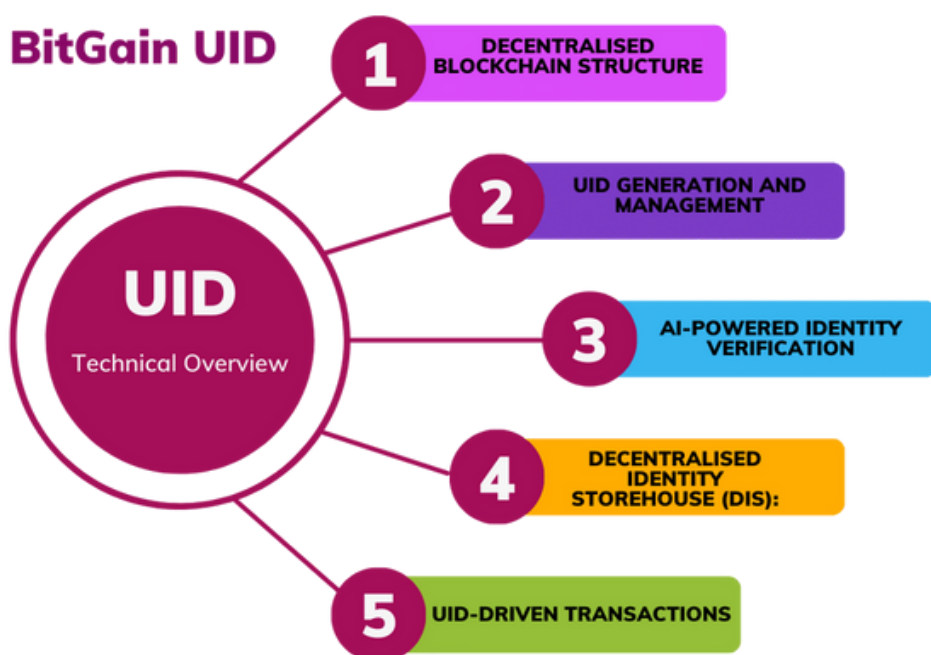 BitGain UID
1
DECENTRALISED
BLOCKCHAIN STRUCTURE
2
UID GENERATION AND
MANAGEMENT
UID
Technical Overview
3
AI-POWERED IDENTITY
VERIFICATION
4
DECENTRALISED
IDENTITY
STOREHOUSE (DIS):
5
UID-DRIVEN TRANSACTIONS